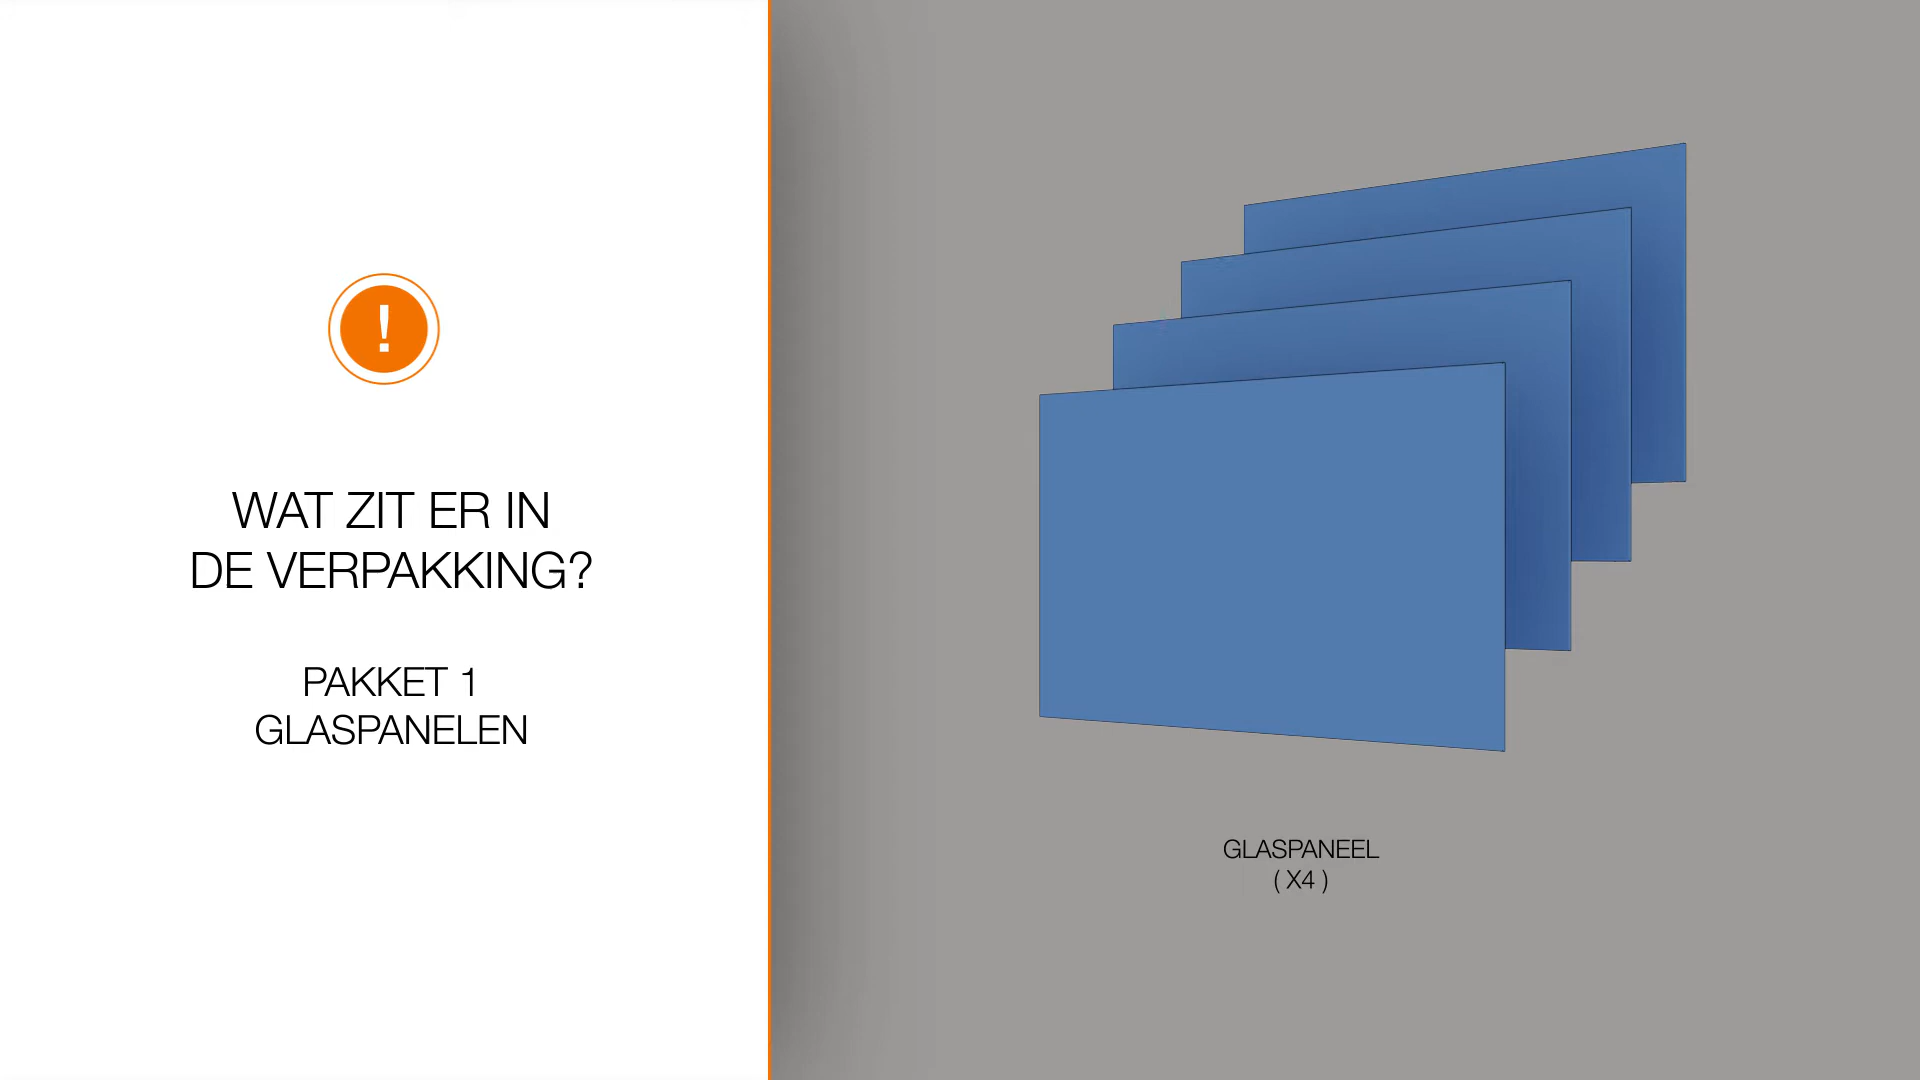 !
WAT ZIT ER IN
DE VERPAKKING?
PAKKET 1
GLASPANELEN
GLASPANEEL
( X4 )